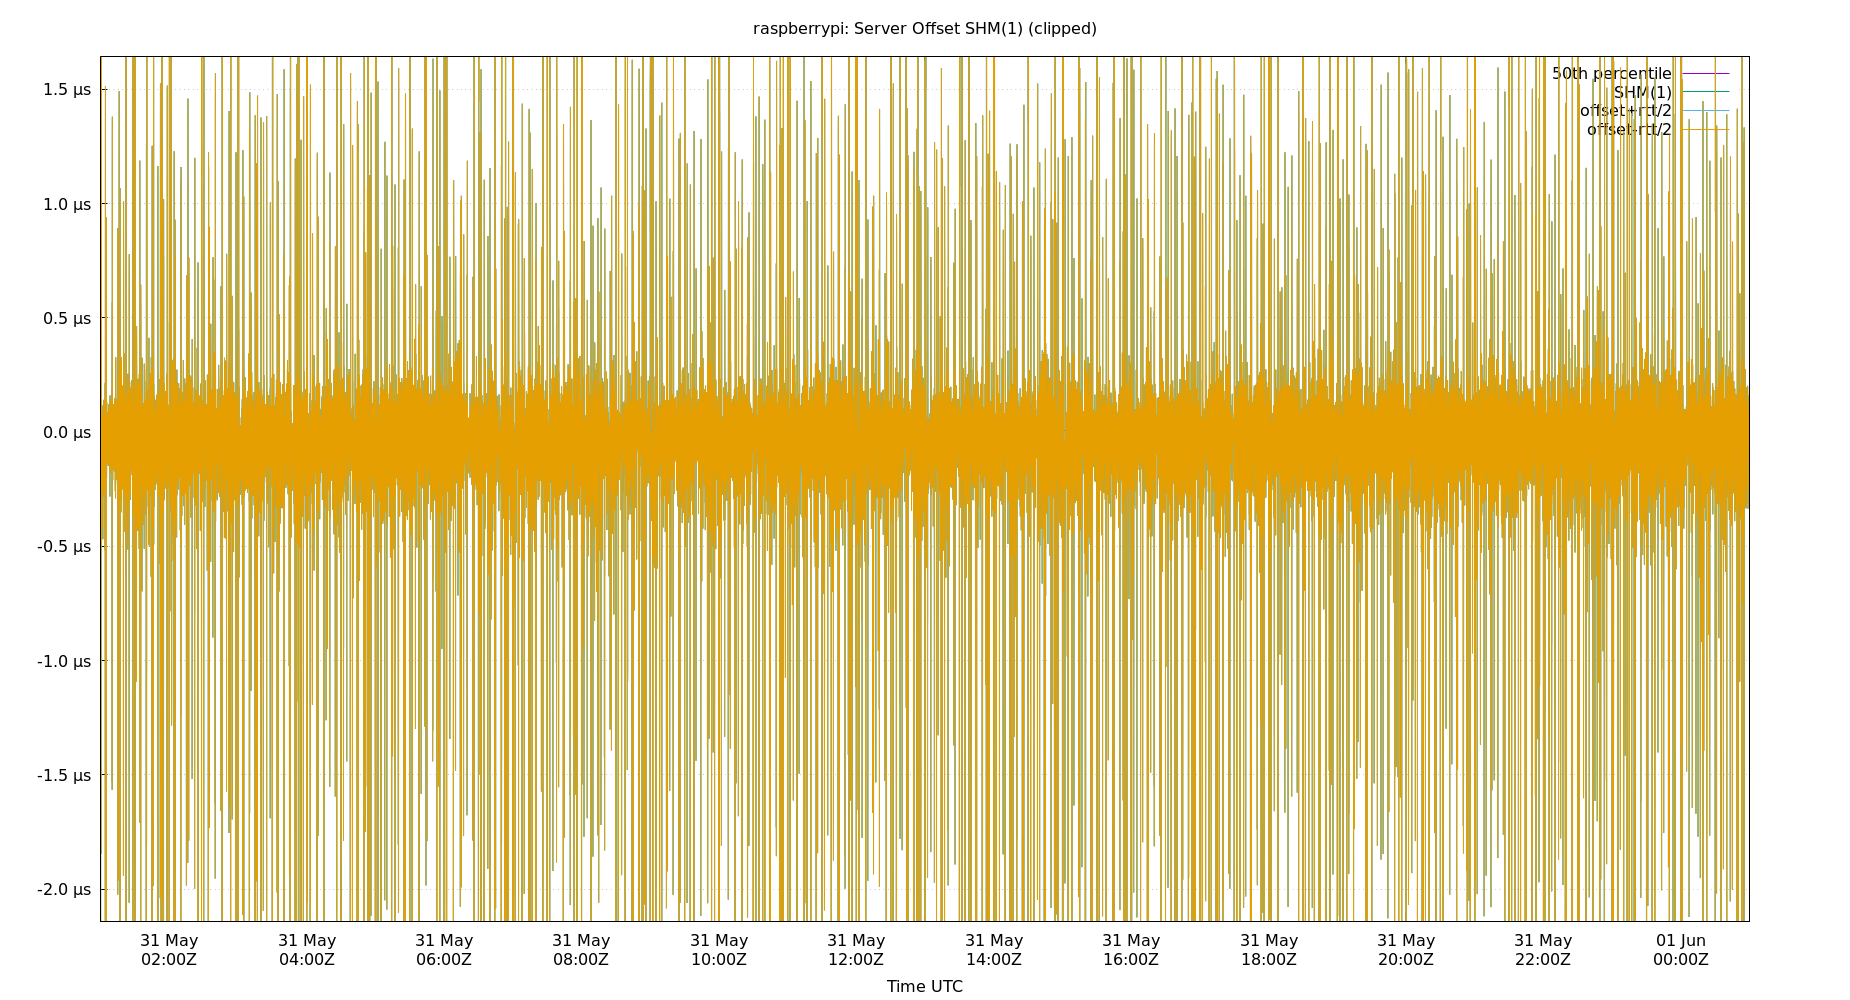 raspberrypi: Server Offset SHM(1) (clipped)
50th percentile
SHM(1)
offset+rtt/2
offset-rtt/2
1.5 µs
1.0 µs
0.5 µs
0.0 µs
-0.5 µs
-1.0 µs
-1.5 µs
-2.0 µs
31 May 31 May 31 May 31 May 31 May 31 May 31 May 31 May 31 May 31 May 31 May 01 Jun
02:00Z 04:00Z 06:00Z 08:00Z 10:00Z 12:00Z 14:00Z 16:00Z 18:00Z 20:00Z 22:00Z 00:00Z
Time UTC